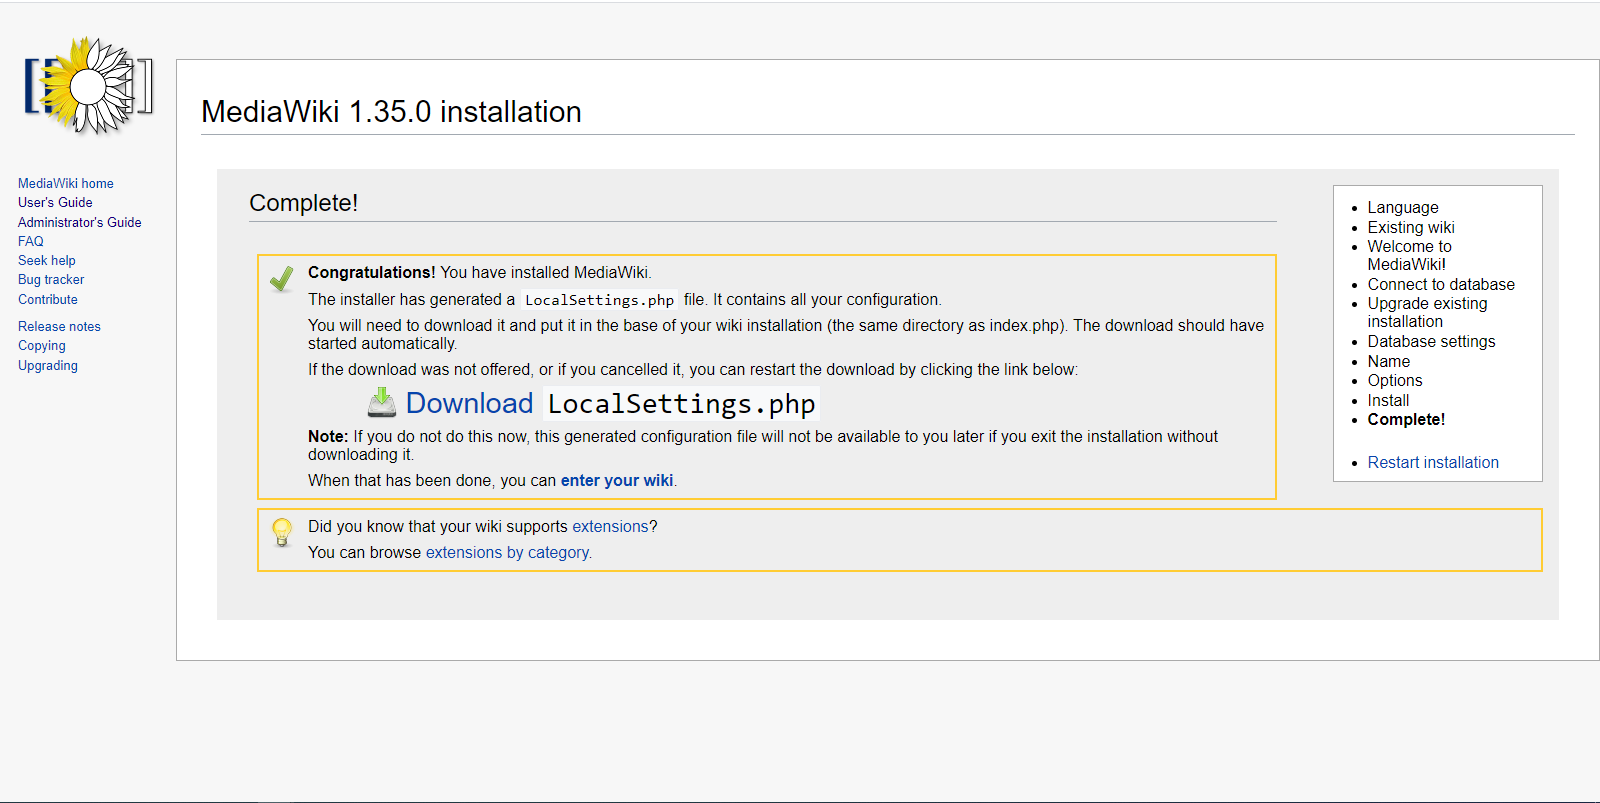 MediaWiki home
User's Guide
Administrator's Guide
FAQ
Seek help
Bug tracker
Contribute
Release notes
Copying
Upgrading
MediaWiki 1.35.0 installation
Complete!
Congratulations! You have installed MediaWiki.
The installer has generated a LocalSettings.php file. It contains all your configuration.
You will need to download it and put it in the base of your wiki installation (the same directory as index.php). The download should have
started automatically.
If the download was not offered, or if you cancelled it, you can restart the download by clicking the link below:
Download LocalSettings.php
Note: If you do not do this now, this generated configuration file will not be available to you later if you exit the installation without
downloading it.
When that has been done, you can enter your wiki.
Did you know that your wiki supports extensions?
You can browse extensions by category.
Language
Existing wiki
Welcome to
MediaWiki!
Connect to database
Upgrade existing
installation
Database settings
Name
Options
Install
Complete!
Restart installation